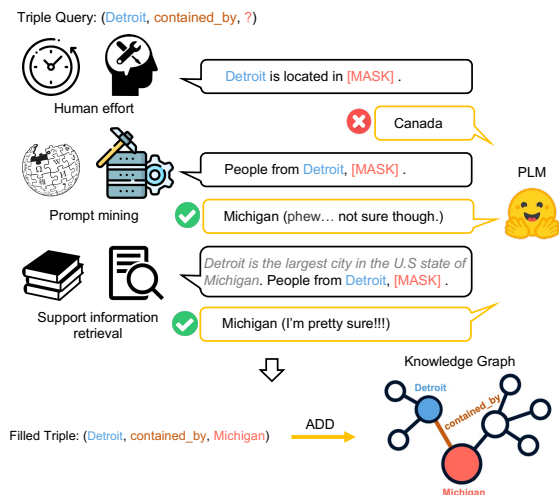 Triple Query: (Detroit, contained_by, ?)
Detroit is located in [MASK] .
Human effort
Canada
People from Detroit, [MASK] .
PLM
Prompt mining
Michigan (phew… not sure though.)
Detroit is the largest city in the U.S state of
Michigan. People from Detroit, [MASK] .
Support information
retrieval
Michigan (I'm pretty sure!!!)
Knowledge Graph
Detroit
contained_by
Filled Triple: (Detroit, contained_by, Michigan)
ADD
Michigan